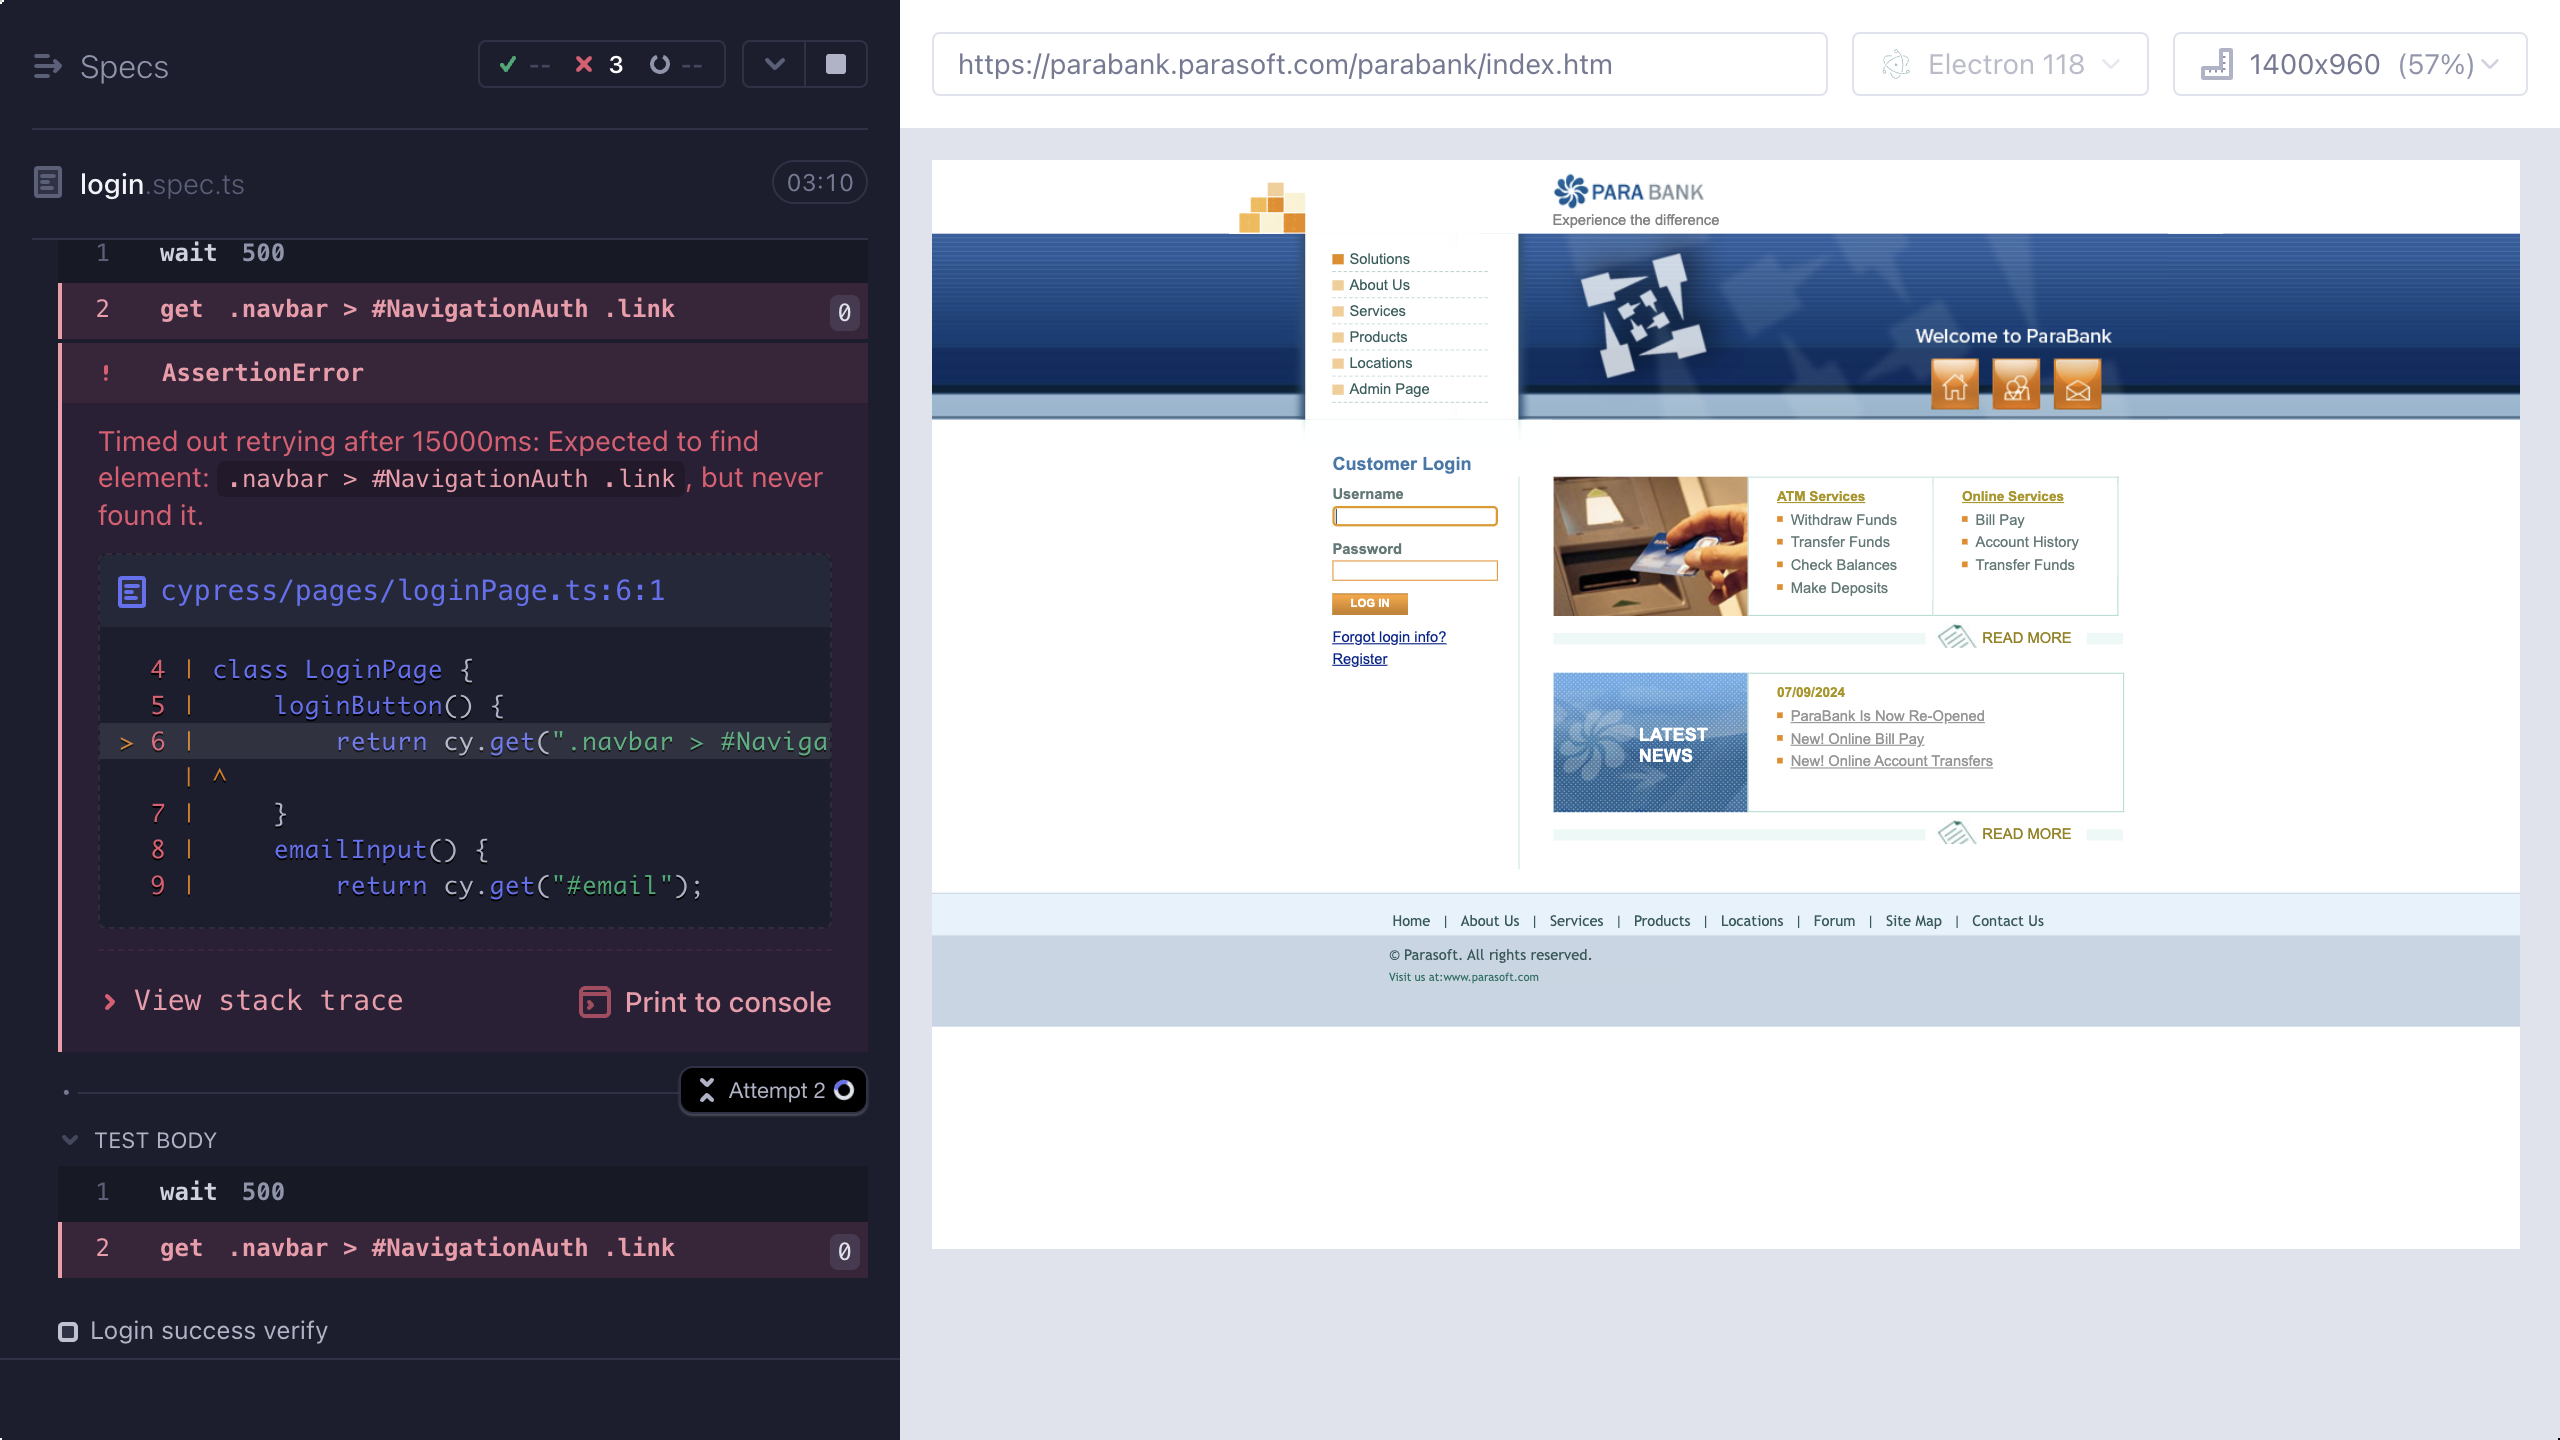 Specs
-- 3 --
login.spec.ts
03:10
1 wait 500
2 get .navbar > #NavigationAuth .link 0
! AssertionError
Timed out retrying after 15000ms: Expected to find
element: .navbar > #NavigationAuth .link, but never
found it.
cypress/pages/loginPage.ts:6:1
4 | class LoginPage {
5 | loginButton() {
> 6 | return cy.get(".navbar > #Naviga
| ^
7 | }
8 | emailInput() {
9 | return cy.get("#email");
View stack trace
Print to console
Attempt 2
TEST BODY
1 wait 500
2 get .navbar > #NavigationAuth .link 0
Login success verify
https://parabank.parasoft.com/parabank/index.htm
Electron 118
1400x960 (57%)
PARA BANK
Experience the difference
Solutions
About Us
Services
Products
Locations
Admin Page
Welcome to ParaBank
Customer Login
Username
Password
LOG IN
Forgot login info?
Register
ATM Services
Withdraw Funds
Transfer Funds
Check Balances
Make Deposits
Online Services
Bill Pay
Account History
Transfer Funds
READ MORE
LATEST
NEWS
07/09/2024
ParaBank Is Now Re-Opened
New! Online Bill Pay
New! Online Account Transfers
READ MORE
Home | About Us | Services | Products | Locations | Forum | Site Map | Contact Us
© Parasoft. All rights reserved.
Visit us at:www.parasoft.com